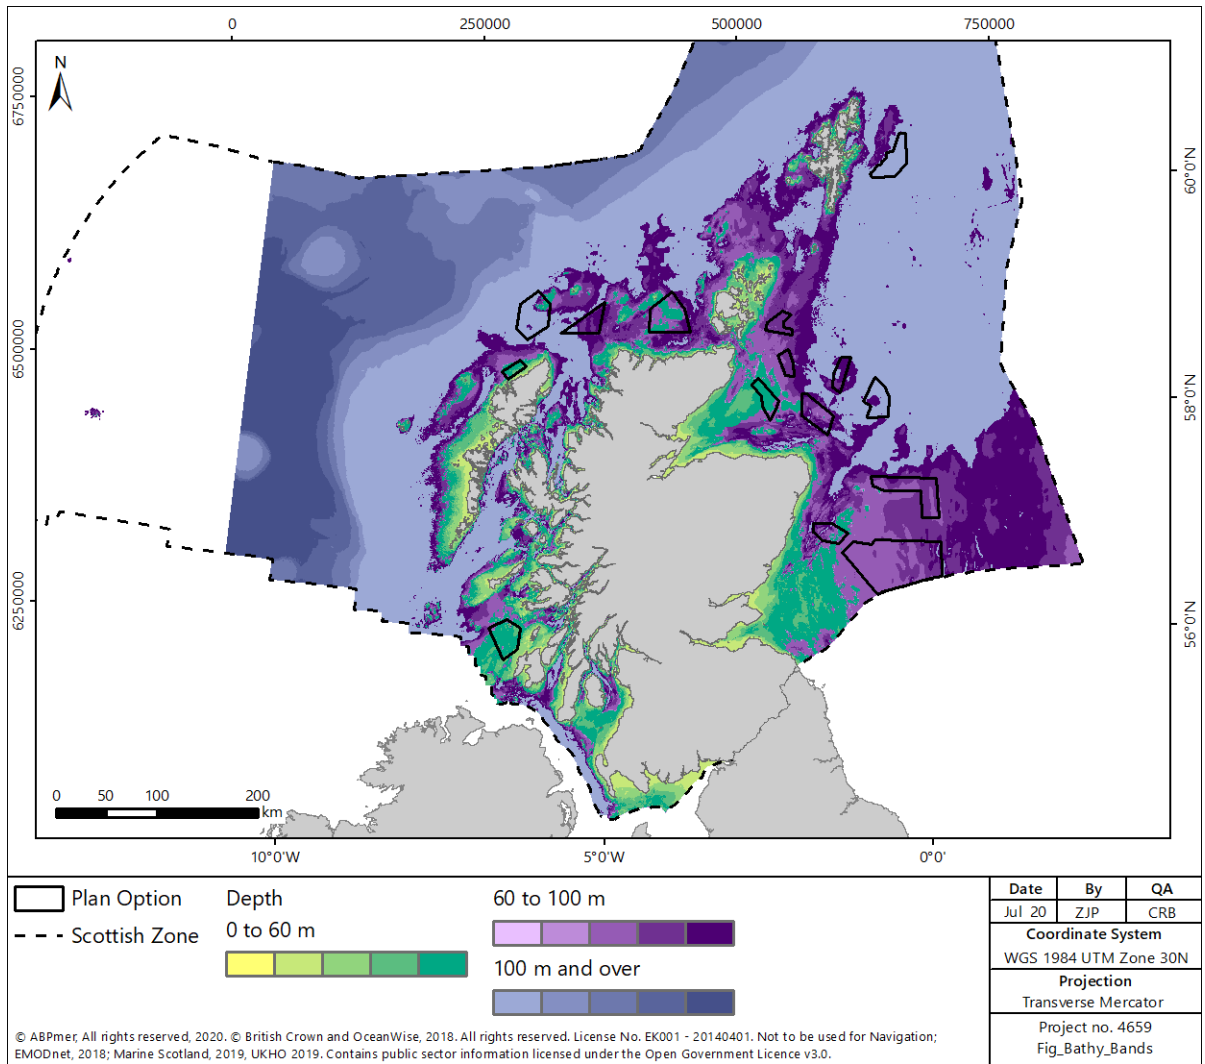 0 250000 500000 750000
N
6750000
6500000
6250000
60°0'N
58°0'N
56°0'N
0 50 100 200
km
10°0'W 5°0'W 0°0'
Plan Option
Scottish Zone
Depth
0 to 60 m
60 to 100 m
100 m and over
Date By QA
Jul 20 ZJP CRB
Coordinate System
WGS 1984 UTM Zone 30N
Projection
Transverse Mercator
Project no. 4659
Fig_Bathy_Bands
© ABPmer, All rights reserved, 2020. © British Crown and OceanWise, 2018. All rights reserved. License No. EK001 - 20140401. Not to be used for Navigation;
EMODnet, 2018; Marine Scotland, 2019, UKHO 2019. Contains public sector information licensed under the Open Government Licence v3.0.